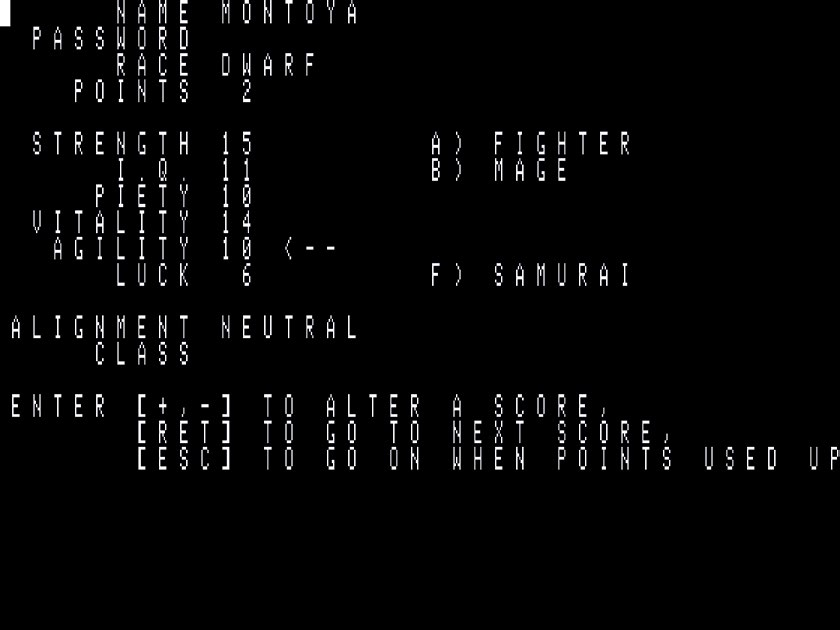 NAME MONTOYA
PASSWORD
RACE DWARF
POINTS 2
STRENGTH 15 A) FIGHTER
I.Q. 11 B) MAGE
PIETY 10
VITALITY 14
AGILITY 10 <--
LUCK 6 F) SAMURAI
ALIGNMENT NEUTRAL
CLASS
ENTER [+,-] TO ALTER A SCORE,
[RET] TO GO TO NEXT SCORE,
[ESC] TO GO ON WHEN POINTS USED UP